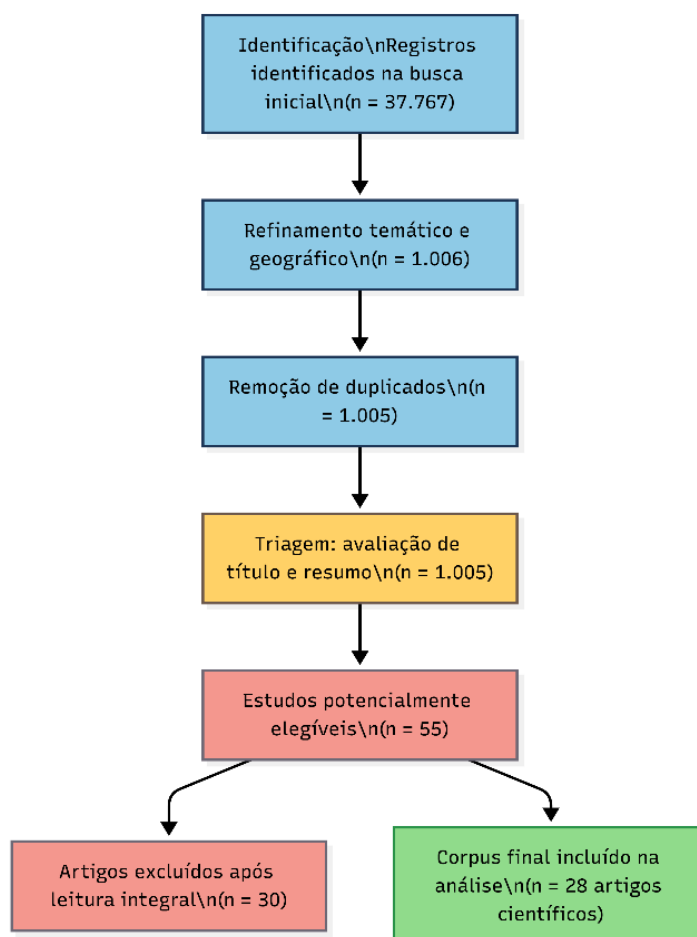 Identificação\nRegistros
identificados na busca
inicial\n(n = 37.767)
Refinamento temático e
geográfico\n(n = 1.006)
Remoção de duplicados\n(n
= 1.005)
Triagem: avaliação de
título e resumo\n(n = 1.005)
Estudos potencialmente
elegíveis\n(n = 55)
Artigos excluídos após
leitura integral\n(n = 30)
Corpus final incluído na
análise\n(n = 28 artigos
científicos)